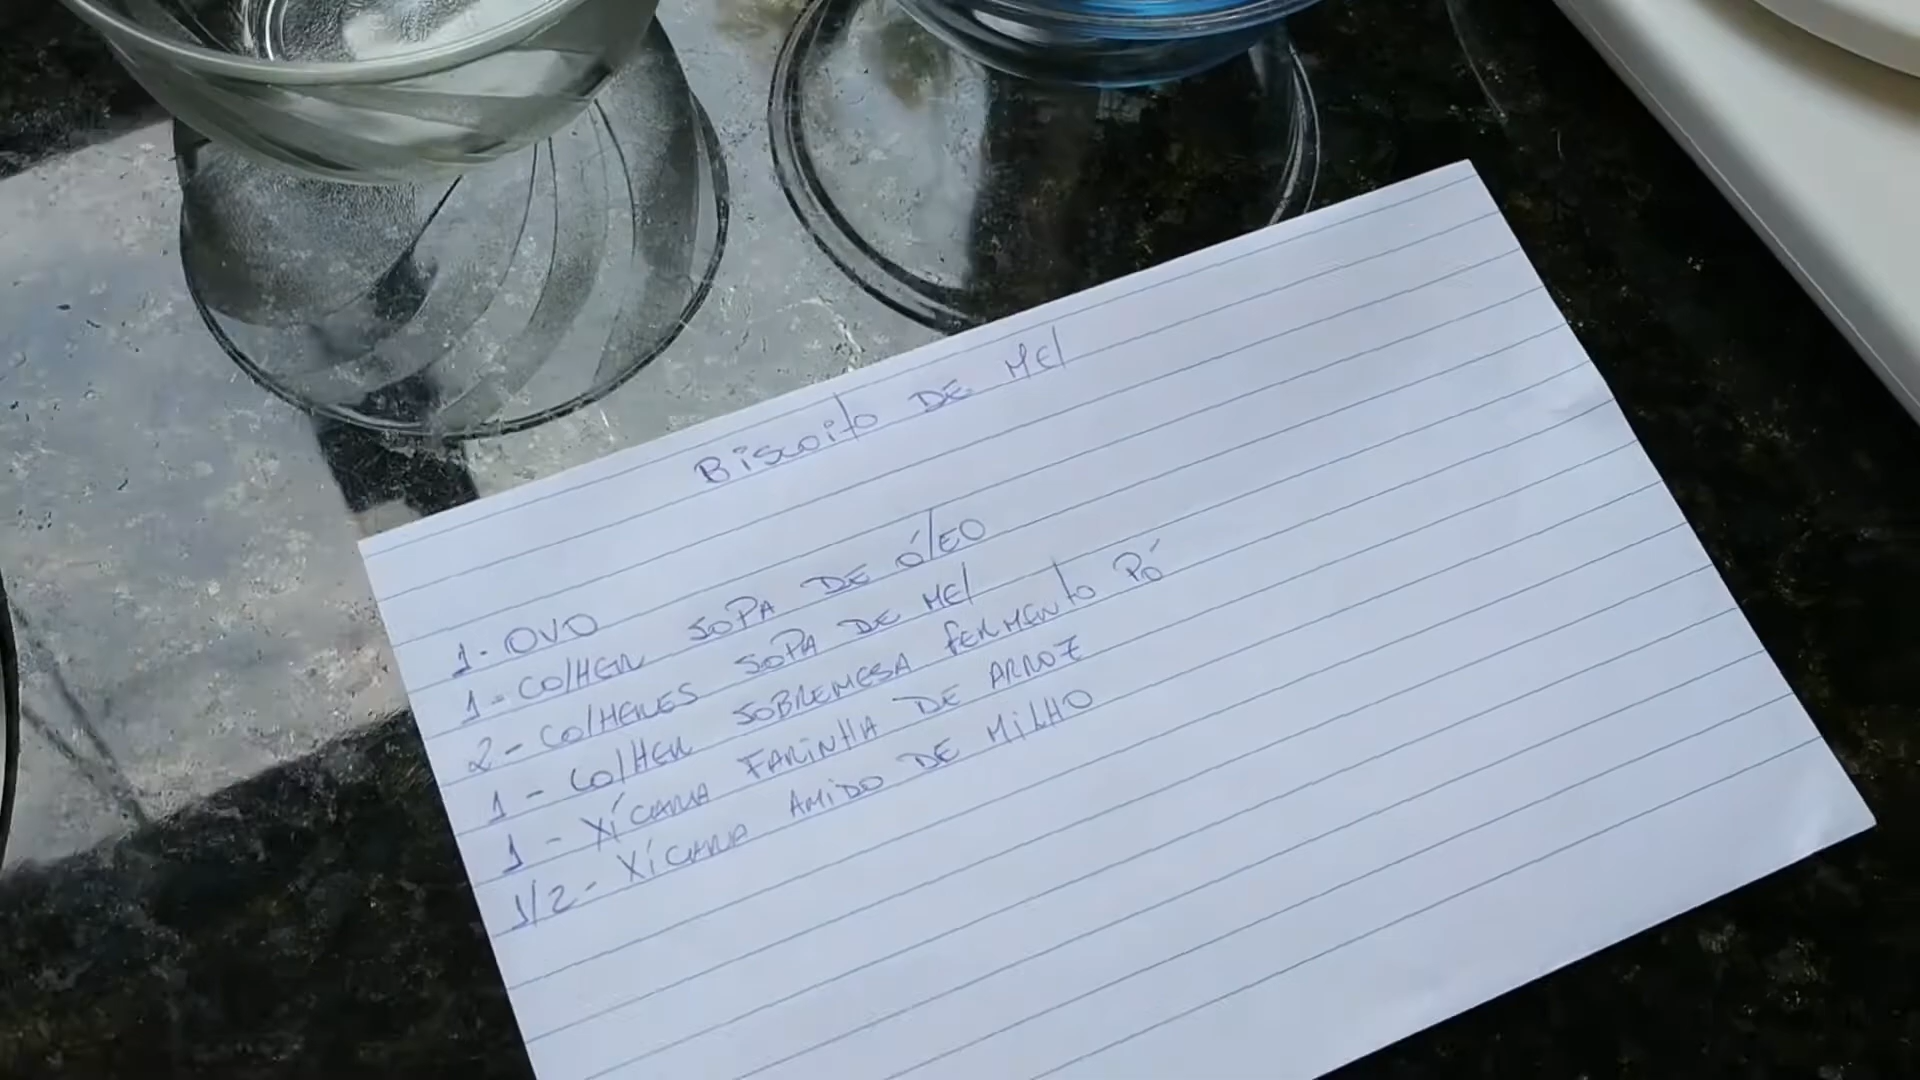 Biscoito DE MEl
1 - OVO
1 - COlHER SOPA DE ÓlEO
2 - COlHERES SOPA DE MEl
1 - COlHER SOBREMESA fERMENTO PÓ
1 - XÍCARA FARINHA DE ARROZ
1/2 - XÍCARA AMIDO DE MILHO